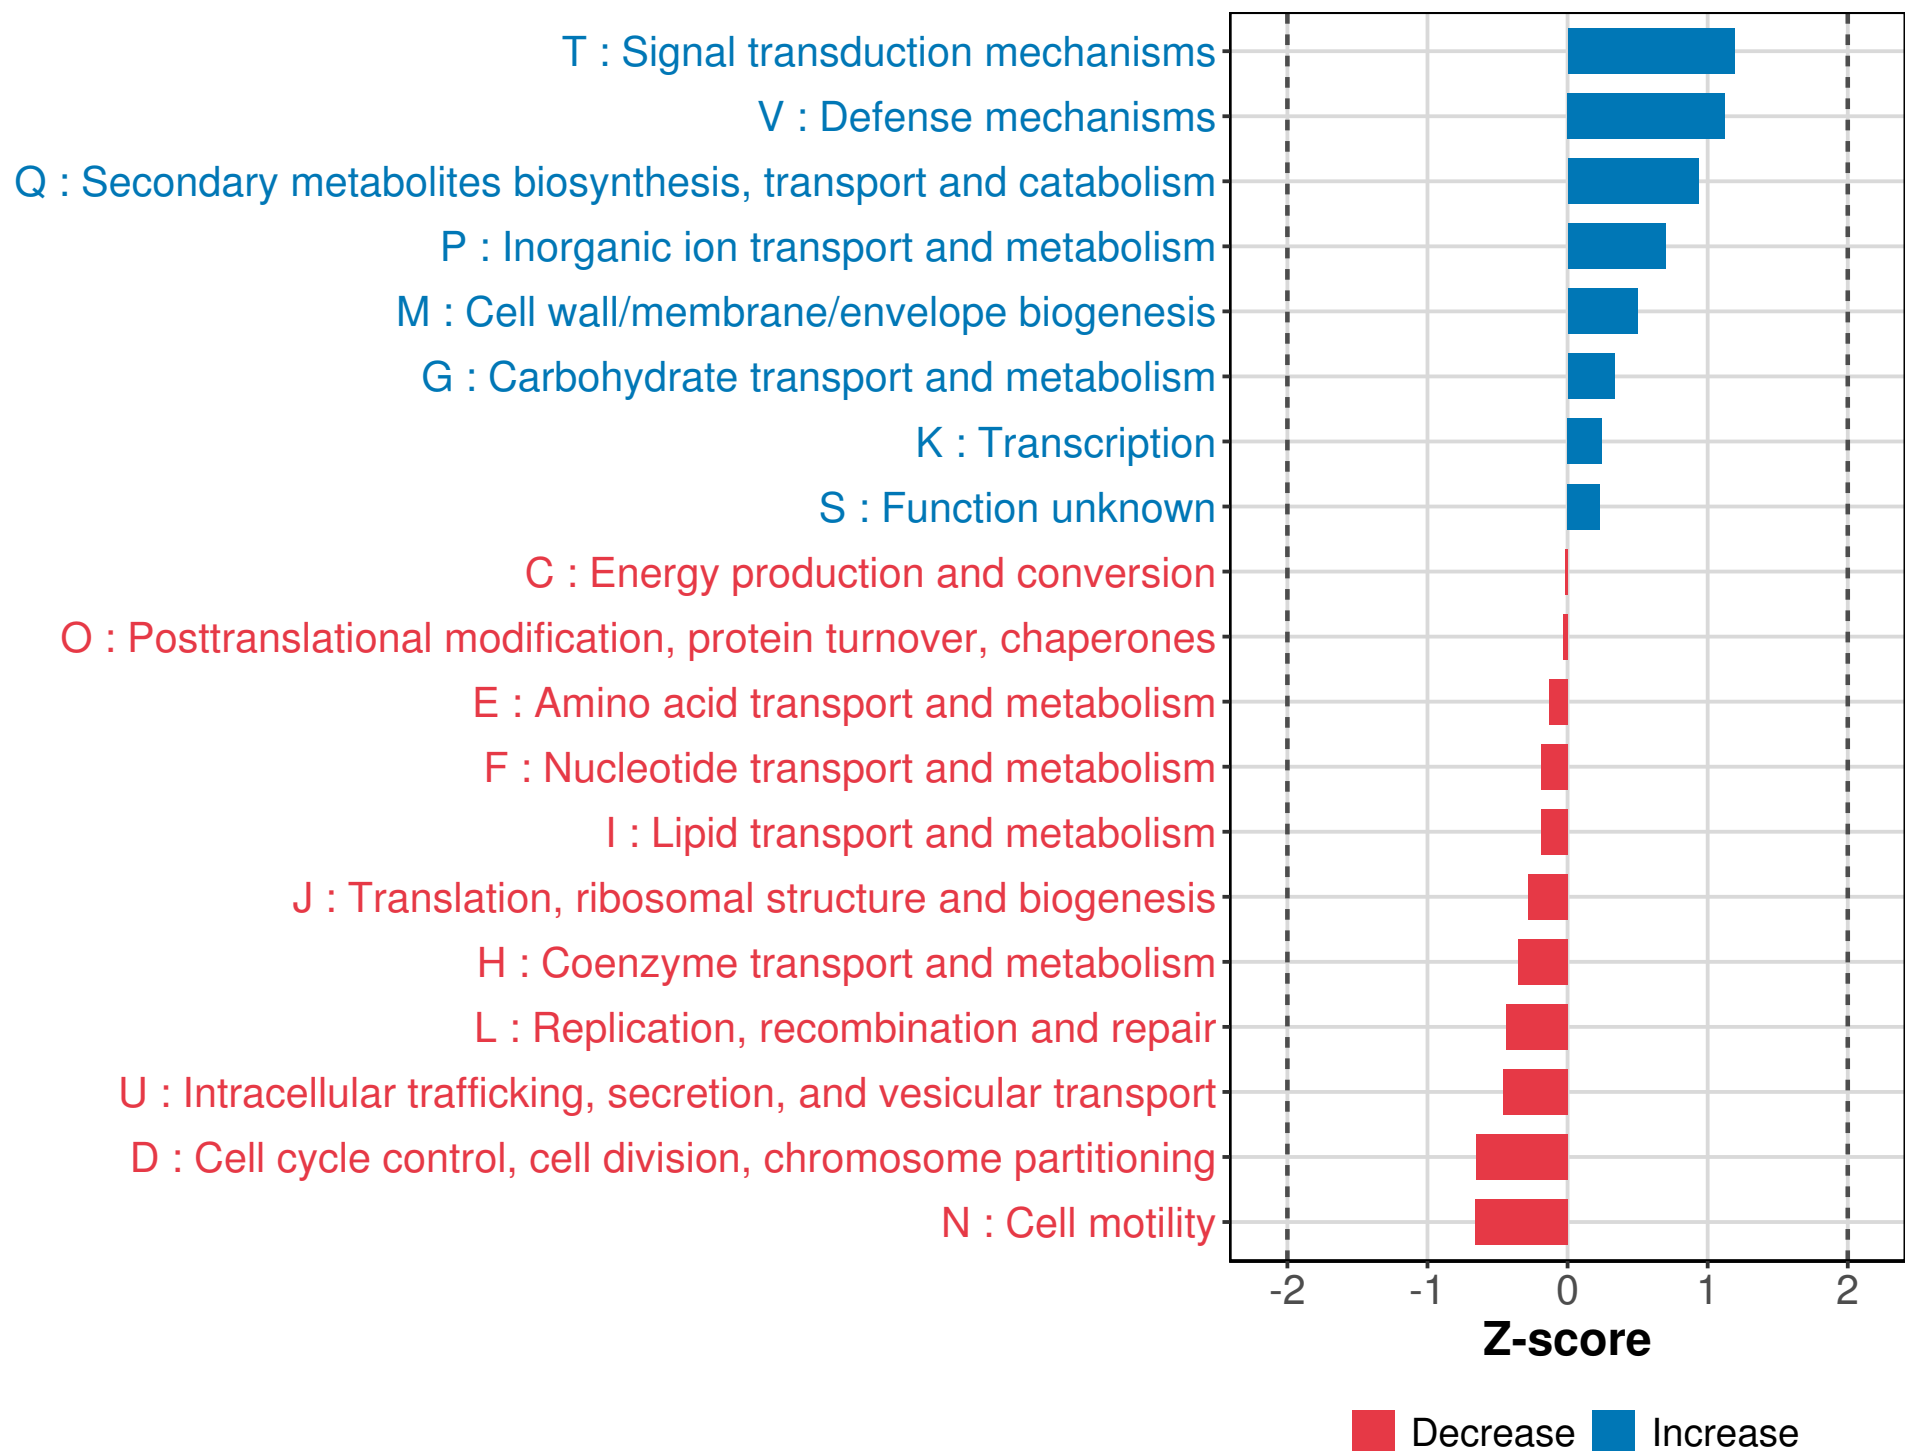 T : Signal transduction mechanisms
V : Defense mechanisms
Q : Secondary metabolites biosynthesis, transport and catabolism
P : Inorganic ion transport and metabolism
M : Cell wall/membrane/envelope biogenesis
G : Carbohydrate transport and metabolism
K : Transcription
S : Function unknown
C : Energy production and conversion
O : Posttranslational modification, protein turnover, chaperones
E : Amino acid transport and metabolism
F : Nucleotide transport and metabolism
I : Lipid transport and metabolism
J : Translation, ribosomal structure and biogenesis
H : Coenzyme transport and metabolism
L : Replication, recombination and repair
U : Intracellular trafficking, secretion, and vesicular transport
D : Cell cycle control, cell division, chromosome partitioning
N : Cell motility
-2 -1 0 1 2
Z-score
Decrease Increase